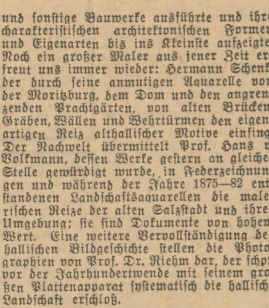 und sonstige Bauwerke ausführte und ihre
charakteristischen architektonischen Formen
und Eigenarten bis ins Kleinste aufzeigte.
Noch ein großer Maler aus jener Zeit er-
freut uns immer wieder: Hermann Schenk,
der durch seine anmutigen Aquarelle von
der Moritzburg, dem Dom und den angren-
zenden Prachtgärten, von alten Brücken,
Gräben, Wällen und Wehrtürmen den eigen-
artigen Reiz althallischer Motive einfing.
Der Nachwelt übermittelt Prof. Hans v.
Volkmann, dessen Werke gestern an gleicher
Stelle gewürdigt wurde, in Federzeichnun-
gen und während der Jahre 1875—82 ent-
standenen Landschaftsaquarellen die male-
rischen Reize der alten Salzstadt und ihrer
Umgebung; sie sind Dokumente von hohem
Wert. Eine weitere Vervollständigung der
hallischen Bildgeschichte stellen die Photo-
graphien von Prof. Dr. Riehm dar, der schon
vor der Jahrhundertwende mit seinem gro-
ßen Plattenapparat systematisch die hallische
Landschaft erschloß.